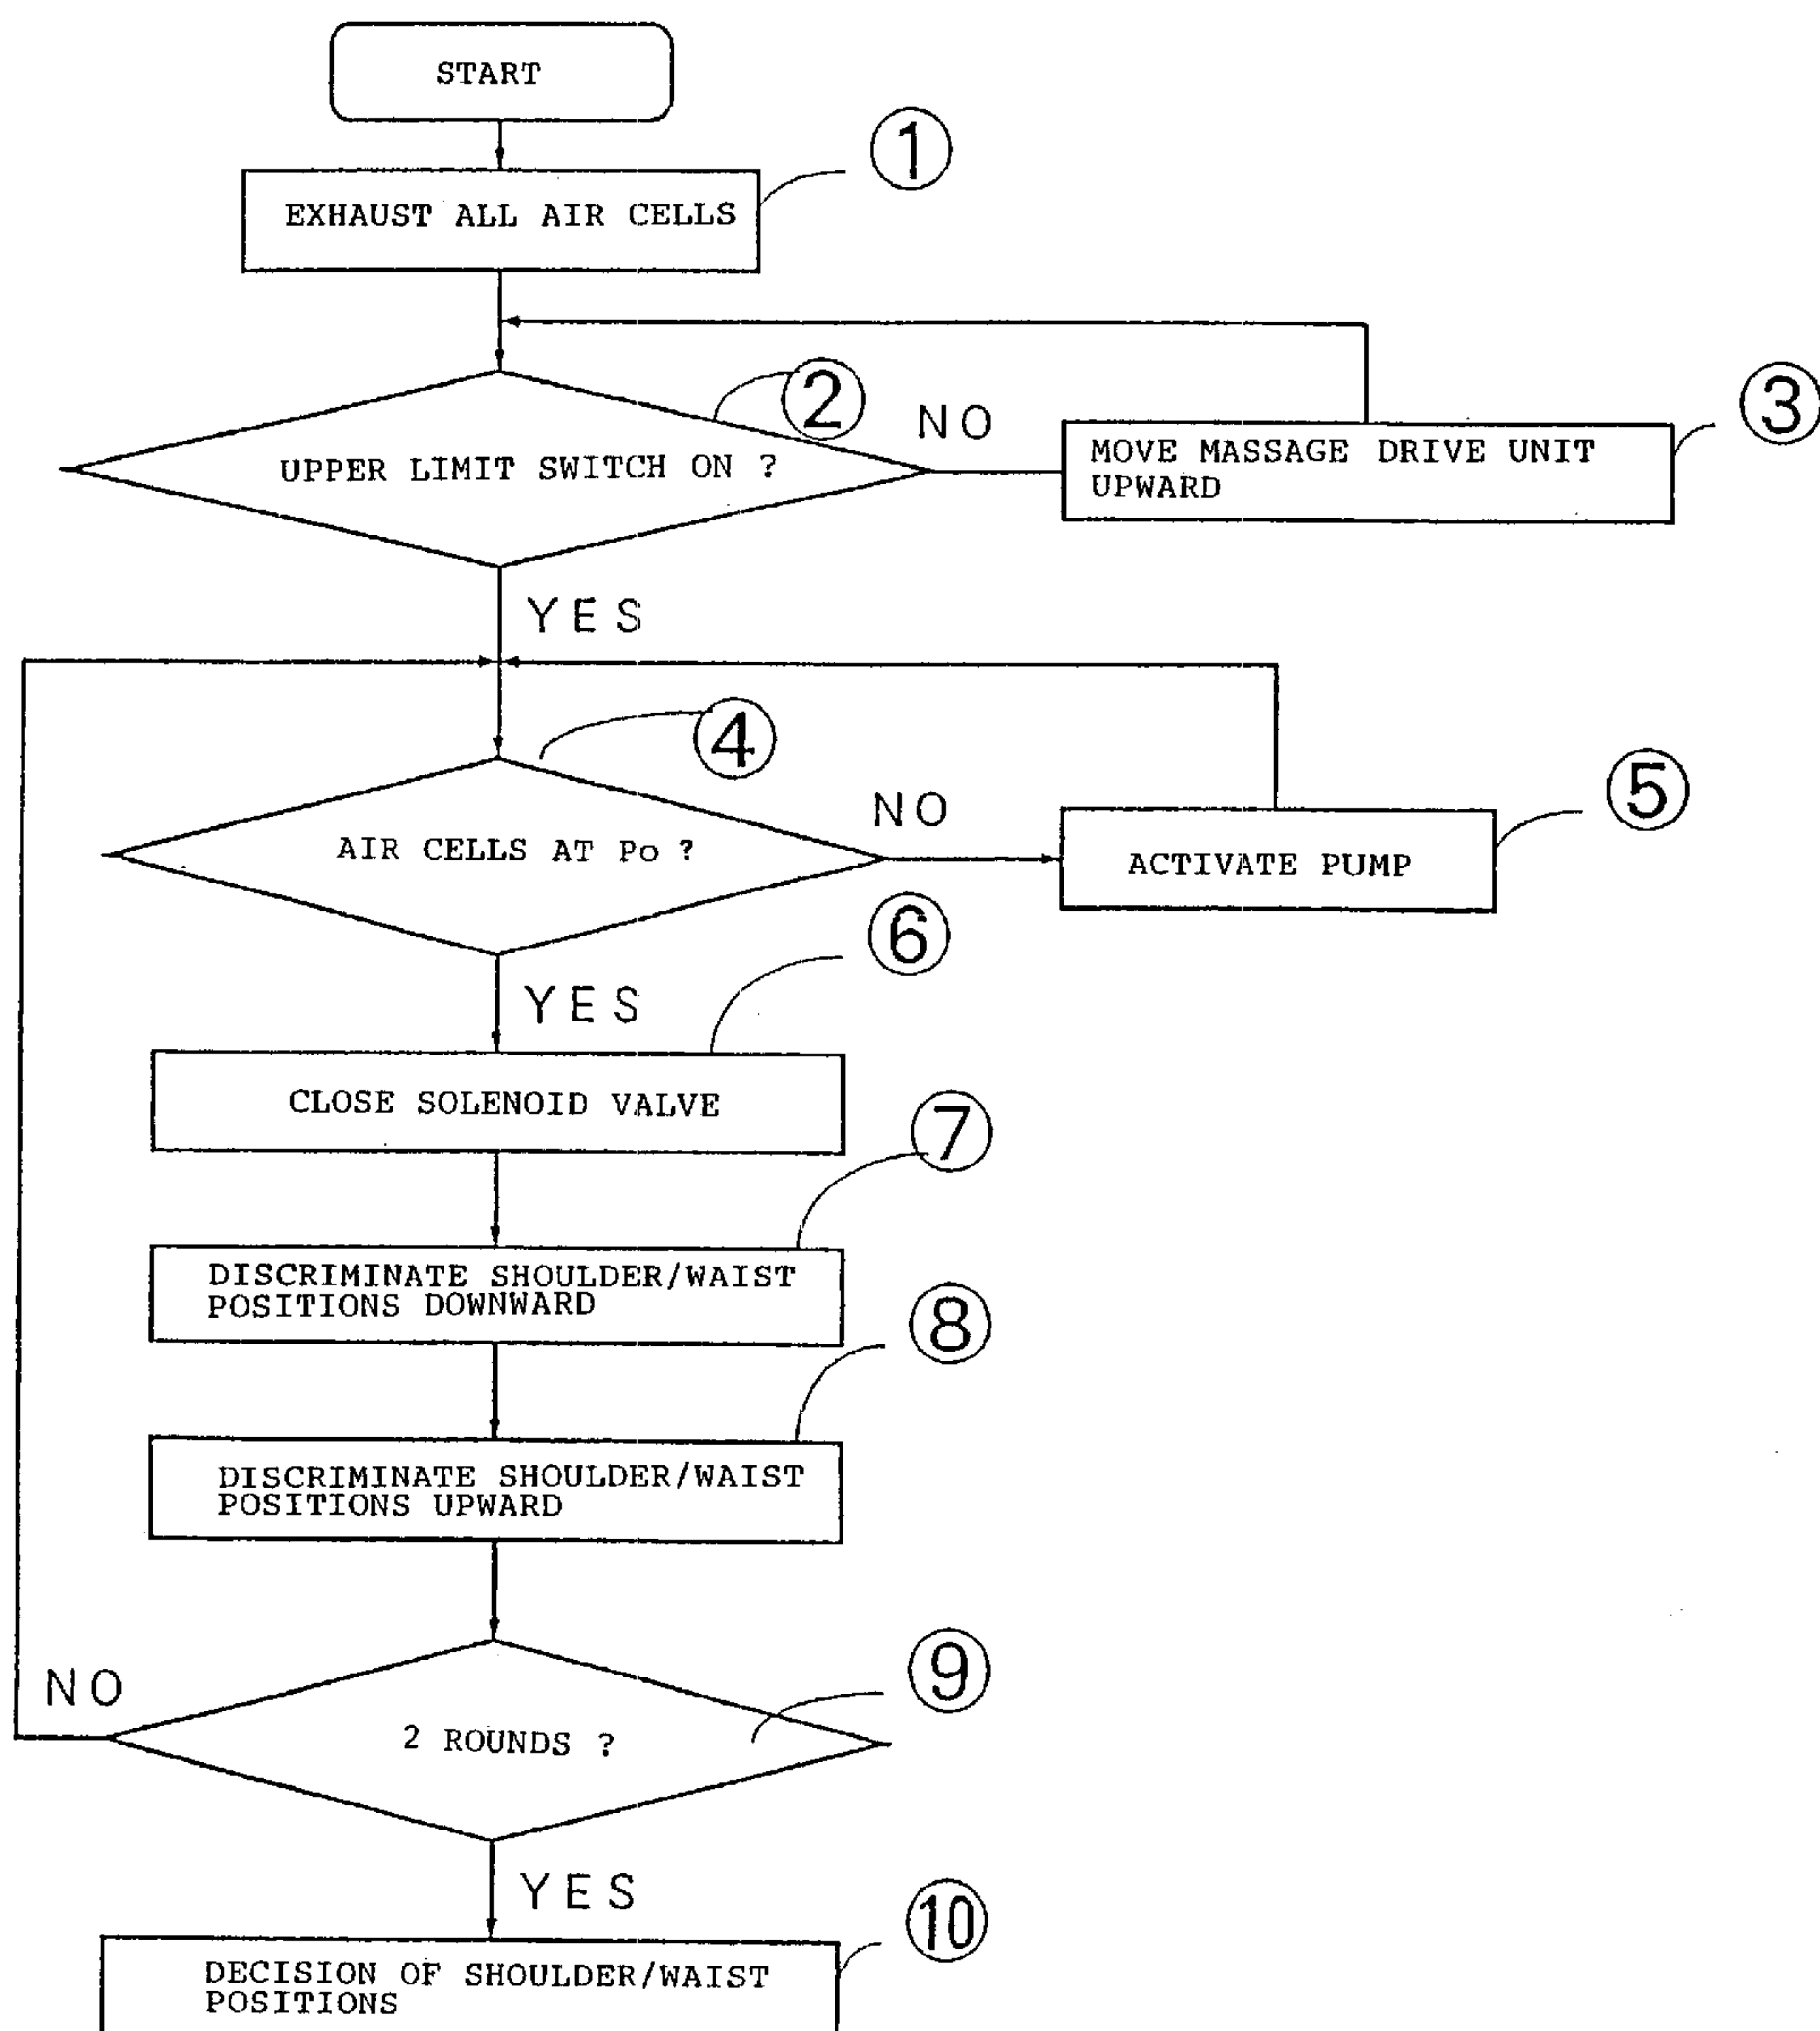 START
①
EXHAUST ALL AIR CELLS
②
NO
③
UPPER LIMIT SWITCH ON ?
MOVE MASSAGE DRIVE UNIT
UPWARD
YES
④
NO
⑤
AIR CELLS AT Po ?
ACTIVATE PUMP
⑥
YES
CLOSE SOLENOID VALVE
⑦
DISCRIMINATE SHOULDER/WAIST
POSITIONS DOWNWARD
⑧
DISCRIMINATE SHOULDER/WAIST
POSITIONS UPWARD
⑨
NO
2 ROUNDS ?
YES
⑩
DECISION OF SHOULDER/WAIST
POSITIONS